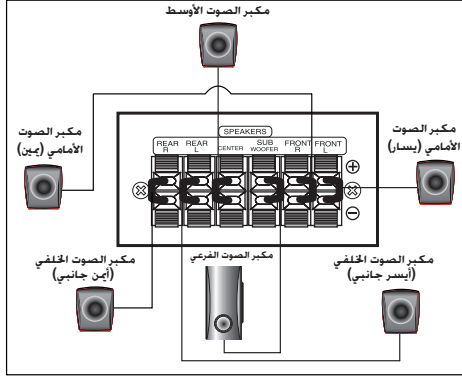 مكبر الصوت الأوسط
مكبر الصوت
الأمامي (يمين)
مكبر الصوت
الأمامي (يسار)
SPEAKERS
REAR R
REAR L
CENTER
SUB WOOFER
FRONT R
FRONT L
+
−
مكبر الصوت الخلفي
(أيمن جانبي)
مكبر الصوت الفرعي
مكبر الصوت الخلفي
(أيسر جانبي)